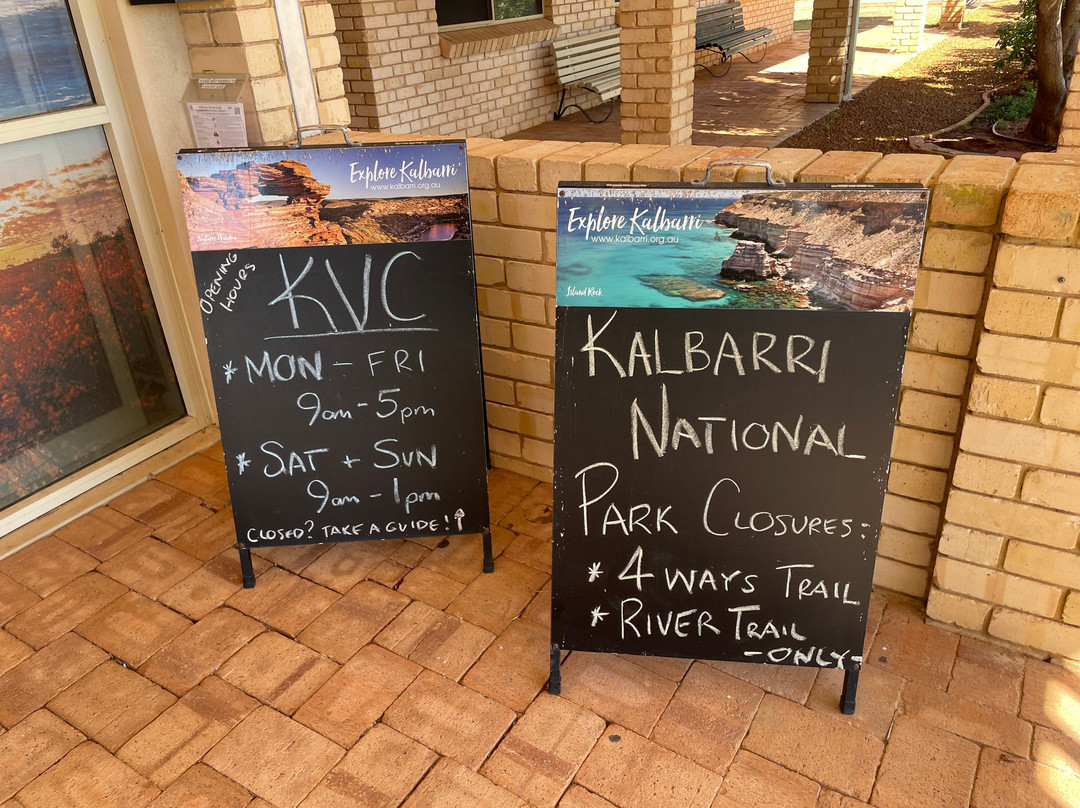 Explore Kalbarri
www.kalbarri.org.au
Nature's Window
OPENING
HOURS
KVC
* MON - FRI
9am - 5pm
* SAT + SUN
9am - 1pm
CLOSED? TAKE A GUIDE!
Explore Kalbarri
www.kalbarri.org.au
Island Rock
KALBARRI
NATIONAL
PARK CLOSURES:
* 4 WAYS TRAIL
* RIVER TRAIL
- ONLY -